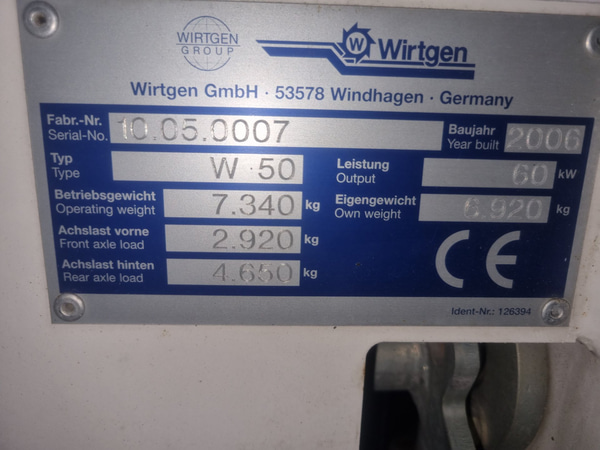 WIRTGEN
GROUP
W Wirtgen
Wirtgen GmbH · 53578 Windhagen · Germany
Fabr.-Nr.
Serial-No. 10.05.0007
Baujahr
Year built 2006
Typ
Type W 50
Leistung
Output 60 kW
Betriebsgewicht
Operating weight 7.340 kg
Eigengewicht
Own weight 6.920 kg
Achslast vorne
Front axle load 2.920 kg
Achslast hinten
Rear axle load 4.650 kg
CE
Ident-Nr.: 126394